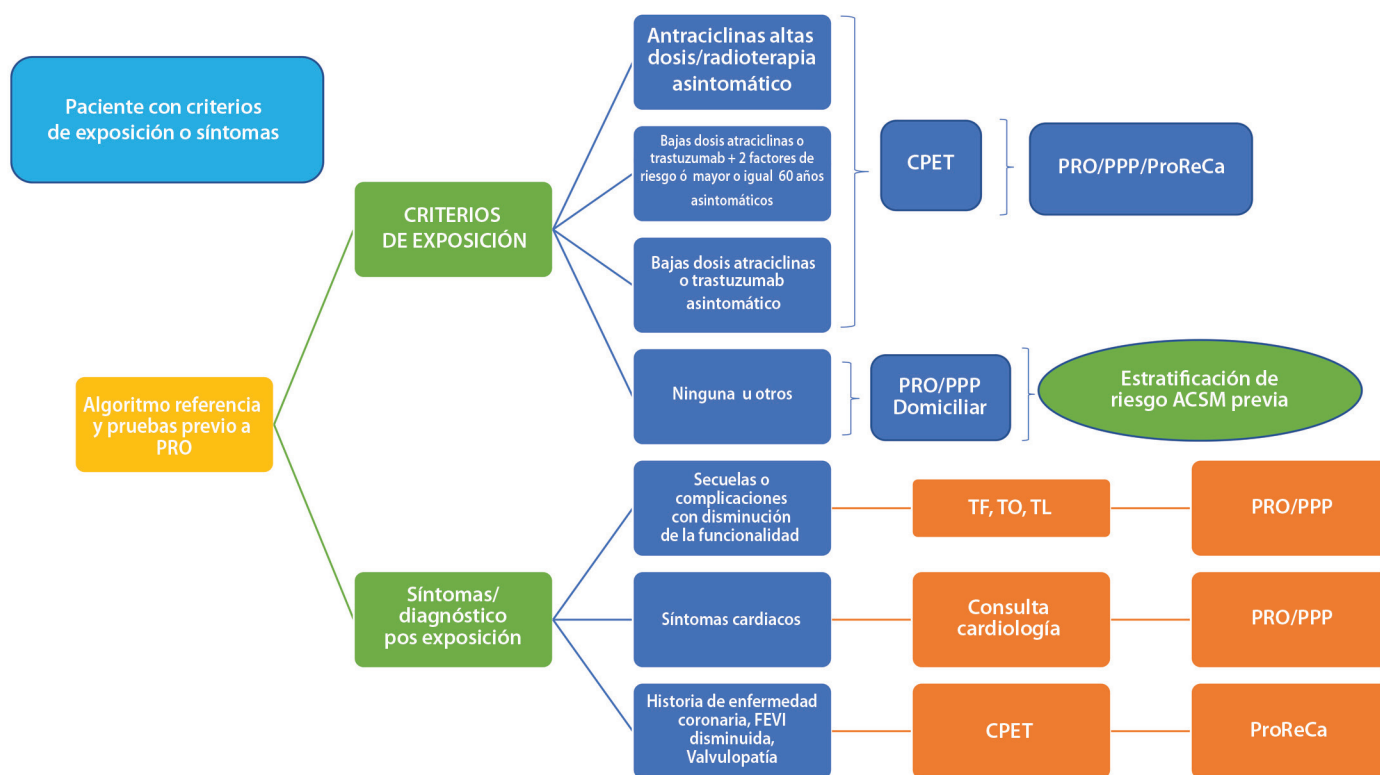 Paciente con criterios
de exposición o síntomas
Algoritmo referencia
y pruebas previo a
PRO
CRITERIOS
DE EXPOSICIÓN
Antraciclinas altas
dosis/radioterapia
asintomático
Bajas dosis atraciclinas o
trastuzumab + 2 factores de
riesgo ó mayor o igual 60 años
asintomáticos
Bajas dosis atraciclinas
o trastuzumab
asintomático
CPET
PRO/PPP/ProReCa
Ninguna u otros
PRO/PPP
Domiciliar
Estratificación de
riesgo ACSM previa
Síntomas/
diagnóstico
pos exposición
Secuelas o
complicaciones
con disminución
de la funcionalidad
TF, TO, TL
PRO/PPP
Síntomas cardiacos
Consulta
cardiología
PRO/PPP
Historia de enfermedad
coronaria, FEVI
disminuida,
Valvulopatía
CPET
ProReCa